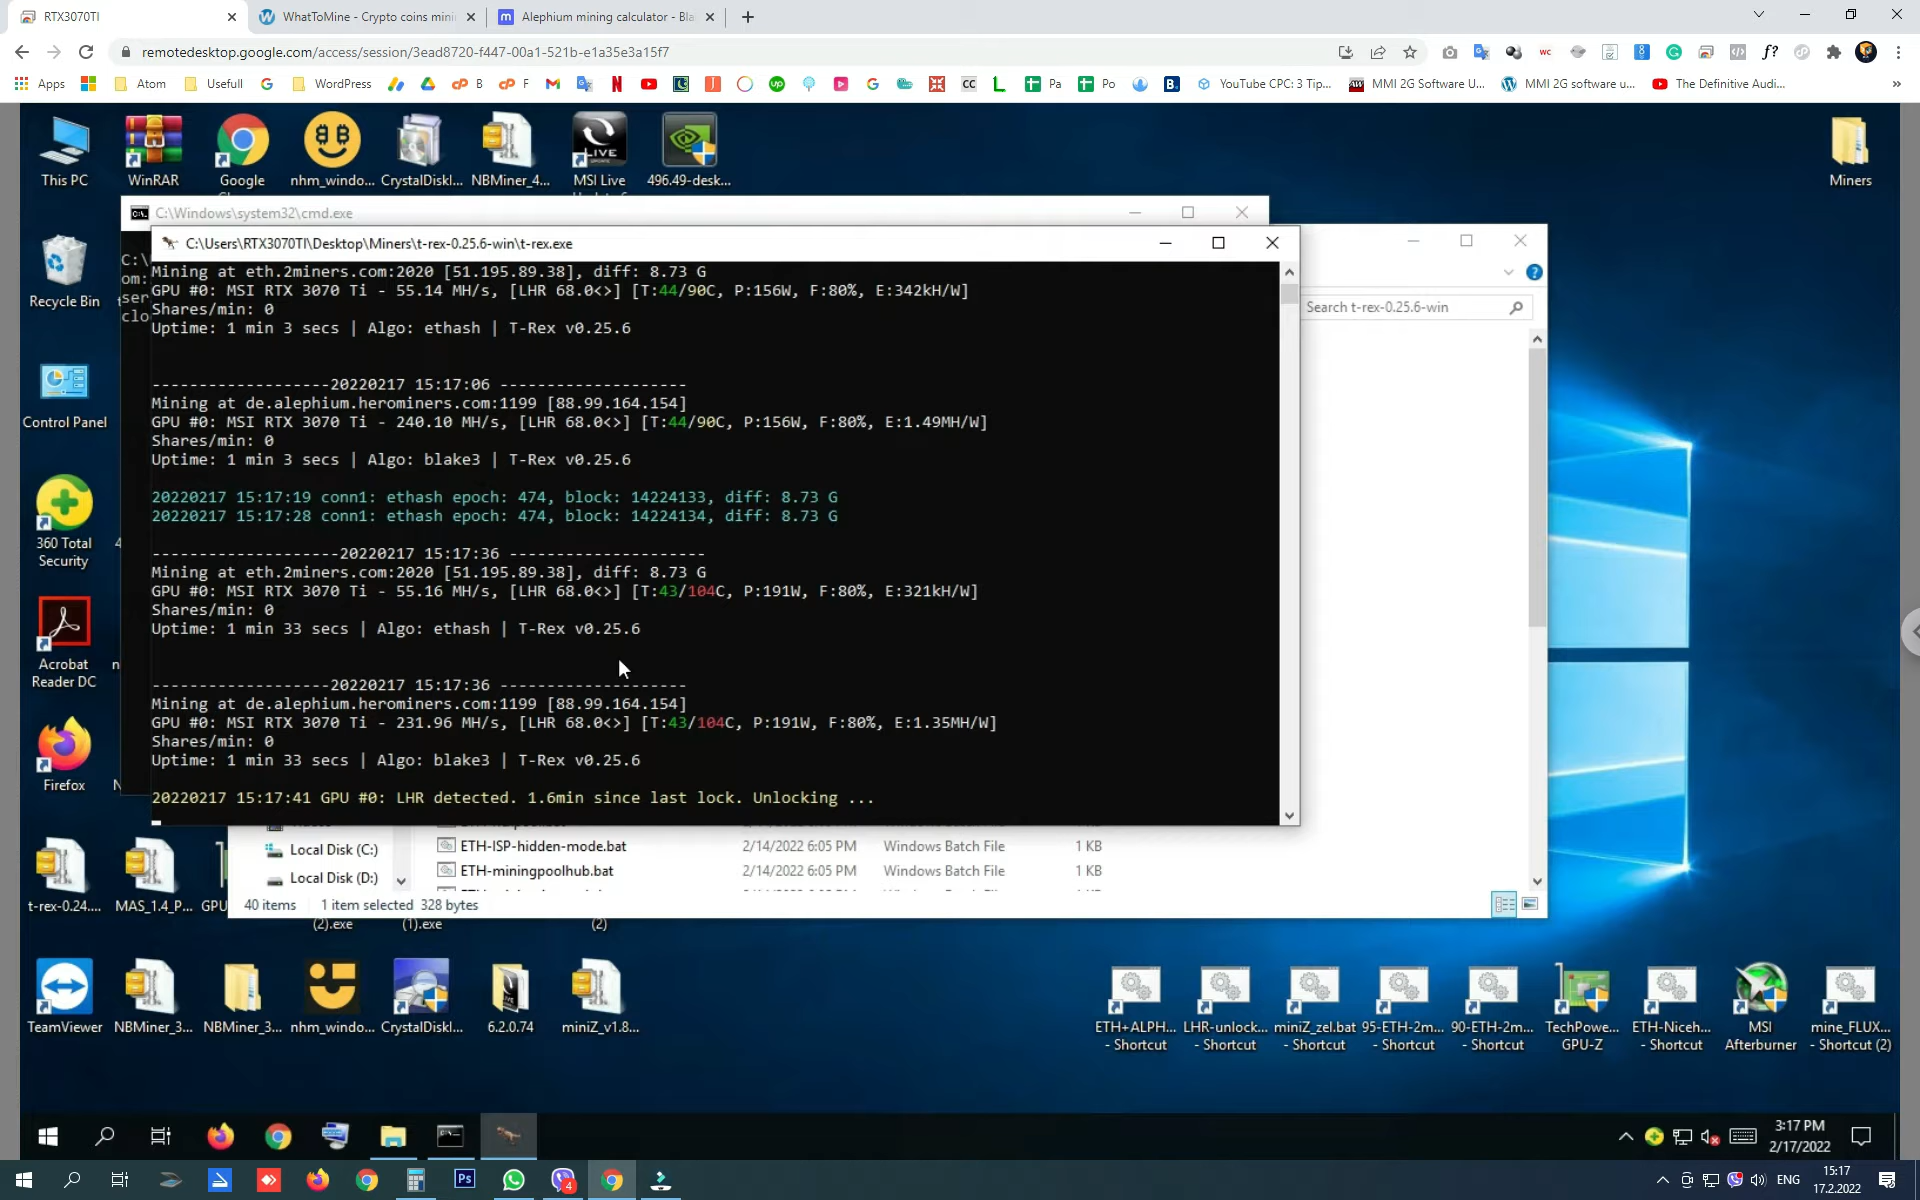 RTX3070TI
WhatToMine - Crypto coins mini
Alephium mining calculator - Bla
remotedesktop.google.com/access/session/3ead8720-f447-00a1-521b-e1a35e3a15f7
Apps
Atom
Usefull
WordPress
B
F
Pa
Po
YouTube CPC: 3 Tip...
MMI 2G Software U...
MMI 2G software u...
The Definitive Audi...
This PC
WinRAR
Google
nhm_windo...
CrystalDiskI...
NBMiner_4...
MSI Live
496.49-desk...
Miners
C:\Windows\system32\cmd.exe
C:\Users\RTX3070TI\Desktop\Miners\t-rex-0.25.6-win\t-rex.exe
Mining at eth.2miners.com:2020 [51.195.89.38], diff: 8.73 G
GPU #0: MSI RTX 3070 Ti - 55.14 MH/s, [LHR 68.0<>] [T:44/90C, P:156W, F:80%, E:342kH/W]
Shares/min: 0
Uptime: 1 min 3 secs | Algo: ethash | T-Rex v0.25.6
-------------------20220217 15:17:06 --------------------
Mining at de.alephium.herominers.com:1199 [88.99.164.154]
GPU #0: MSI RTX 3070 Ti - 240.10 MH/s, [LHR 68.0<>] [T:44/90C, P:156W, F:80%, E:1.49MH/W]
Shares/min: 0
Uptime: 1 min 3 secs | Algo: blake3 | T-Rex v0.25.6
20220217 15:17:19 conn1: ethash epoch: 474, block: 14224133, diff: 8.73 G
20220217 15:17:28 conn1: ethash epoch: 474, block: 14224134, diff: 8.73 G
--------------------20220217 15:17:36 ---------------------
Mining at eth.2miners.com:2020 [51.195.89.38], diff: 8.73 G
GPU #0: MSI RTX 3070 Ti - 55.16 MH/s, [LHR 68.0<>] [T:43/104C, P:191W, F:80%, E:321kH/W]
Shares/min: 0
Uptime: 1 min 33 secs | Algo: ethash | T-Rex v0.25.6
-------------------20220217 15:17:36 --------------------
Mining at de.alephium.herominers.com:1199 [88.99.164.154]
GPU #0: MSI RTX 3070 Ti - 231.96 MH/s, [LHR 68.0<>] [T:43/104C, P:191W, F:80%, E:1.35MH/W]
Shares/min: 0
Uptime: 1 min 33 secs | Algo: blake3 | T-Rex v0.25.6
20220217 15:17:41 GPU #0: LHR detected. 1.6min since last lock. Unlocking ...
C:\
om:
ser
clo
Search t-rex-0.25.6-win
Recycle Bin
Control Panel
360 Total
Security
Acrobat
Reader DC
Firefox
Local Disk (C:)
ETH-ISP-hidden-mode.bat 2/14/2022 6:05 PM Windows Batch File 1 KB
Local Disk (D:)
ETH-miningpoolhub.bat 2/14/2022 6:05 PM Windows Batch File 1 KB
40 items 1 item selected 328 bytes
t-rex-0.24....
MAS_1.4_P...
GPU
(2).exe
(1).exe
(2)
TeamViewer
NBMiner_3...
NBMiner_3...
nhm_windo...
CrystalDiskI...
6.2.0.74
miniZ_v1.8...
ETH+ALPH...
- Shortcut
LHR-unlock...
- Shortcut
miniZ_zel.bat
- Shortcut
95-ETH-2m...
- Shortcut
90-ETH-2m...
- Shortcut
TechPowe...
GPU-Z
ETH-Niceh...
- Shortcut
MSI
Afterburner
mine_FLUX...
- Shortcut (2)
3:17 PM
2/17/2022
Ps
4
ENG
15:17
17.2.2022